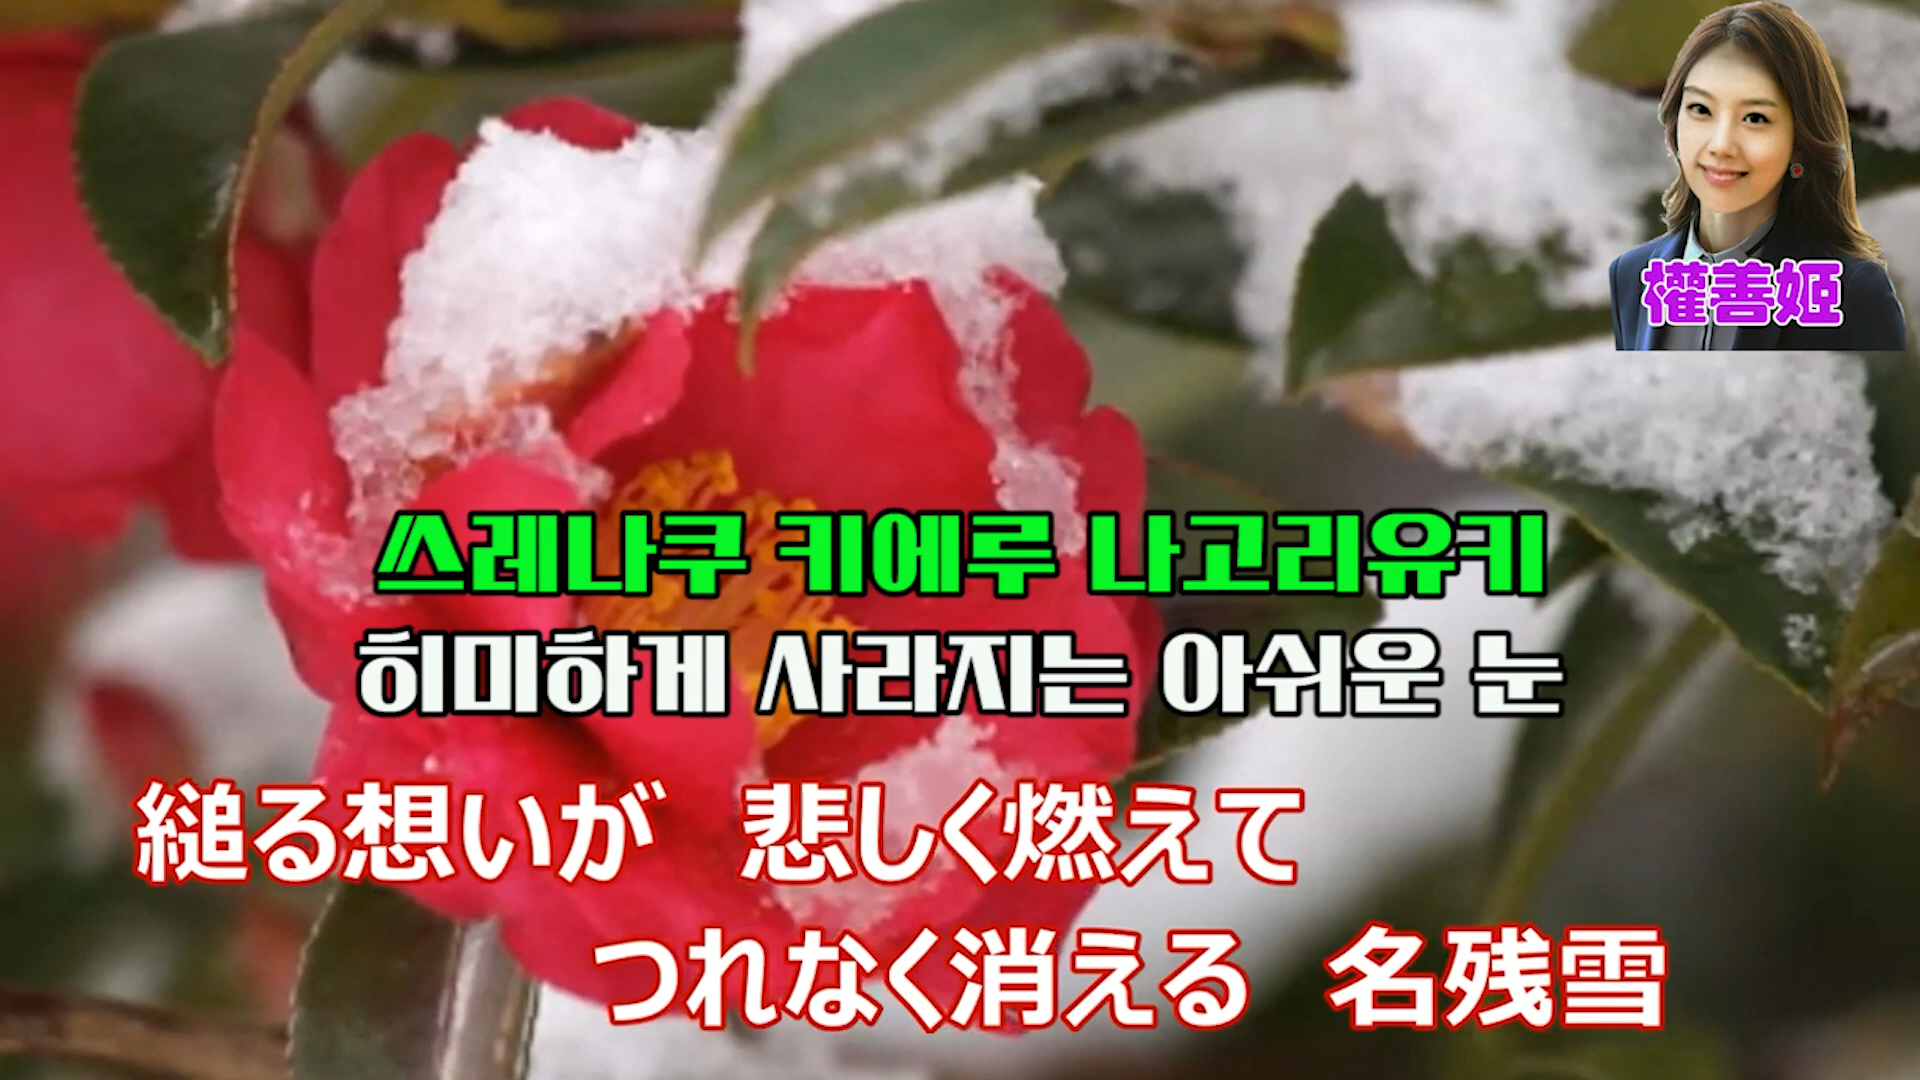 權善姬
쓰레나쿠 키에루 나고리유키
히미하게 사라지는 아쉬운 눈
縋る想いが 悲しく燃えて
つれなく消える 名残雪